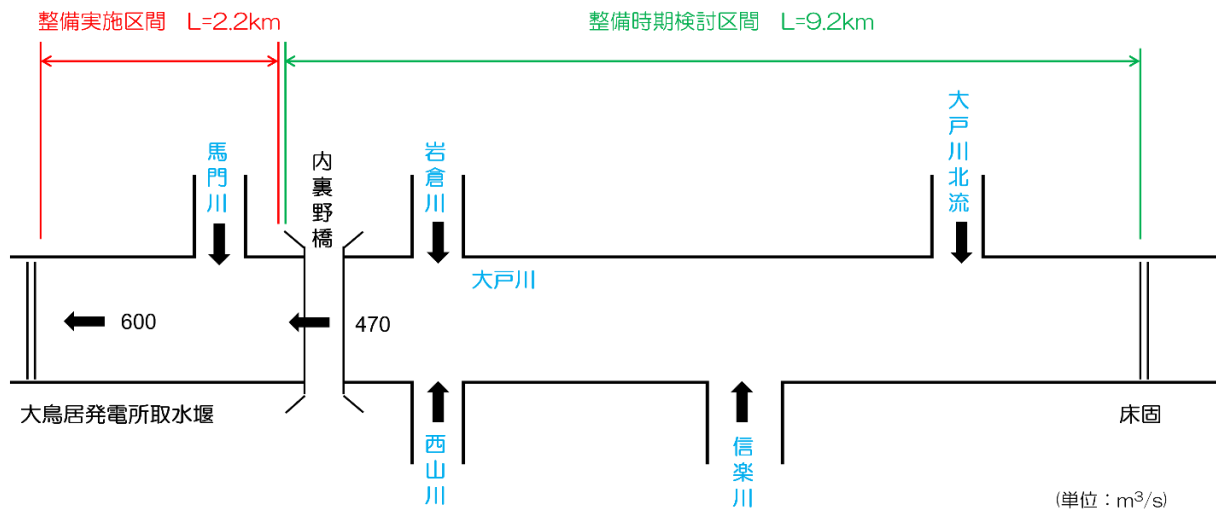 整備実施区間　L=2.2km
整備時期検討区間　L=9.2km
馬門川
内裏野橋
岩倉川
大戸川北流
大戸川
600
470
大鳥居発電所取水堰
西山川
信楽川
床固
(単位：m³/s)